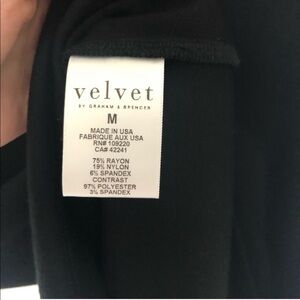 velvet
BY GRAHAM & SPENCER
M
MADE IN USA
FABRIQUE AUX USA
RN# 109220
CA# 42241
75% RAYON
19% NYLON
6% SPANDEX
CONTRAST
97% POLYESTER
3% SPANDEX